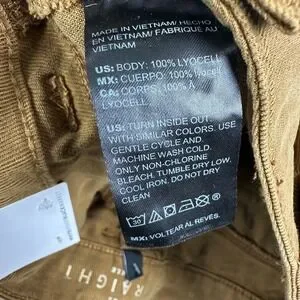 MADE IN VIETNAM/ HECHO
EN VIETNAM/ FABRIQUE AU
VIETNAM
US: BODY: 100% LYOCELL
MX: CUERPO: 100% lyocell
CA: CORPS: 100% A
LYOCELL
US: TURN INSIDE OUT
WITH SIMILAR COLORS. USE
GENTLE CYCLE AND
MACHINE WASH COLD.
ONLY NON-CHLORINE
BLEACH. TUMBLE DRY LOW.
COOL IRON. DO NOT DRY
CLEAN
30
MX: VOLTEAR AL REVES.
RAIGHT